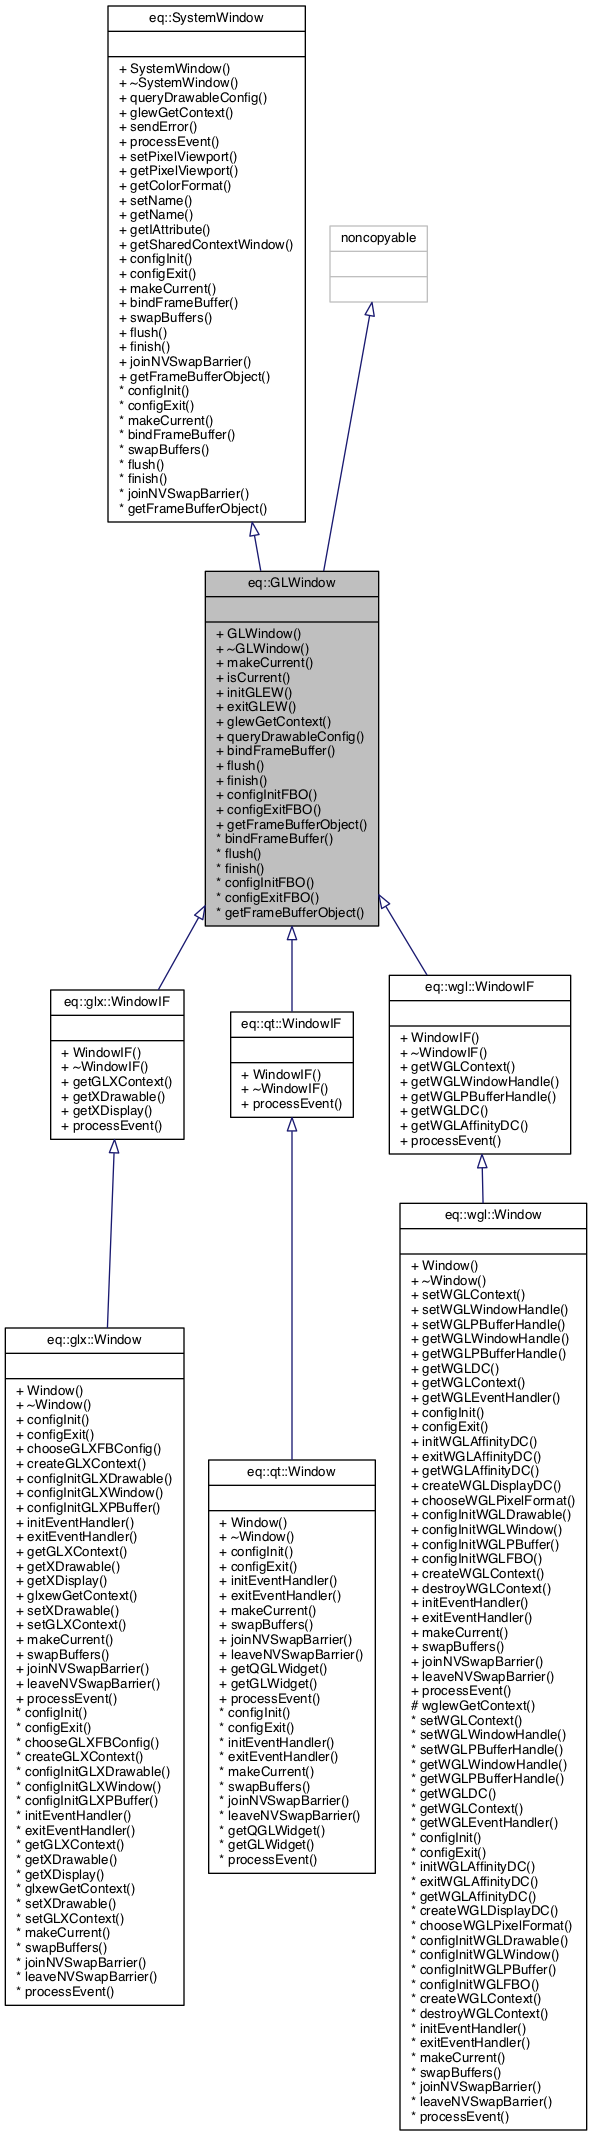 eq::SystemWindow
+ SystemWindow()
+ ~SystemWindow()
+ queryDrawableConfig()
+ glewGetContext()
+ sendError()
+ processEvent()
+ setPixelViewport()
+ getPixelViewport()
+ getColorFormat()
+ setName()
+ getName()
+ getIAttribute()
+ getSharedContextWindow()
+ configInit()
+ configExit()
+ makeCurrent()
+ bindFrameBuffer()
+ swapBuffers()
+ flush()
+ finish()
+ joinNVSwapBarrier()
+ getFrameBufferObject()
* configInit()
* configExit()
* makeCurrent()
* bindFrameBuffer()
* swapBuffers()
* flush()
* finish()
* joinNVSwapBarrier()
* getFrameBufferObject()
noncopyable
eq::GLWindow
+ GLWindow()
+ ~GLWindow()
+ makeCurrent()
+ isCurrent()
+ initGLEW()
+ exitGLEW()
+ glewGetContext()
+ queryDrawableConfig()
+ bindFrameBuffer()
+ flush()
+ finish()
+ configInitFBO()
+ configExitFBO()
+ getFrameBufferObject()
* bindFrameBuffer()
* flush()
* finish()
* configInitFBO()
* configExitFBO()
* getFrameBufferObject()
eq::glx::WindowIF
+ WindowIF()
+ ~WindowIF()
+ getGLXContext()
+ getXDrawable()
+ getXDisplay()
+ processEvent()
eq::qt::WindowIF
+ WindowIF()
+ ~WindowIF()
+ processEvent()
eq::wgl::WindowIF
+ WindowIF()
+ ~WindowIF()
+ getWGLContext()
+ getWGLWindowHandle()
+ getWGLPBufferHandle()
+ getWGLDC()
+ getWGLAffinityDC()
+ processEvent()
eq::glx::Window
+ Window()
+ ~Window()
+ configInit()
+ configExit()
+ chooseGLXFBConfig()
+ createGLXContext()
+ configInitGLXDrawable()
+ configInitGLXWindow()
+ configInitGLXPBuffer()
+ initEventHandler()
+ exitEventHandler()
+ getGLXContext()
+ getXDrawable()
+ getXDisplay()
+ glxewGetContext()
+ setXDrawable()
+ setGLXContext()
+ makeCurrent()
+ swapBuffers()
+ joinNVSwapBarrier()
+ leaveNVSwapBarrier()
+ processEvent()
* configInit()
* configExit()
* chooseGLXFBConfig()
* createGLXContext()
* configInitGLXDrawable()
* configInitGLXWindow()
* configInitGLXPBuffer()
* initEventHandler()
* exitEventHandler()
* getGLXContext()
* getXDrawable()
* getXDisplay()
* glxewGetContext()
* setXDrawable()
* setGLXContext()
* makeCurrent()
* swapBuffers()
* joinNVSwapBarrier()
* leaveNVSwapBarrier()
* processEvent()
eq::qt::Window
+ Window()
+ ~Window()
+ configInit()
+ configExit()
+ initEventHandler()
+ exitEventHandler()
+ makeCurrent()
+ swapBuffers()
+ joinNVSwapBarrier()
+ leaveNVSwapBarrier()
+ getQGLWidget()
+ getGLWidget()
+ processEvent()
* configInit()
* configExit()
* initEventHandler()
* exitEventHandler()
* makeCurrent()
* swapBuffers()
* joinNVSwapBarrier()
* leaveNVSwapBarrier()
* getQGLWidget()
* getGLWidget()
* processEvent()
eq::wgl::Window
+ Window()
+ ~Window()
+ setWGLContext()
+ setWGLWindowHandle()
+ setWGLPBufferHandle()
+ getWGLWindowHandle()
+ getWGLPBufferHandle()
+ getWGLDC()
+ getWGLContext()
+ getWGLEventHandler()
+ configInit()
+ configExit()
+ initWGLAffinityDC()
+ exitWGLAffinityDC()
+ getWGLAffinityDC()
+ createWGLDisplayDC()
+ chooseWGLPixelFormat()
+ configInitWGLDrawable()
+ configInitWGLWindow()
+ configInitWGLPBuffer()
+ configInitWGLFBO()
+ createWGLContext()
+ destroyWGLContext()
+ initEventHandler()
+ exitEventHandler()
+ makeCurrent()
+ swapBuffers()
+ joinNVSwapBarrier()
+ leaveNVSwapBarrier()
+ processEvent()
# wglewGetContext()
* setWGLContext()
* setWGLWindowHandle()
* setWGLPBufferHandle()
* getWGLWindowHandle()
* getWGLPBufferHandle()
* getWGLDC()
* getWGLContext()
* getWGLEventHandler()
* configInit()
* configExit()
* initWGLAffinityDC()
* exitWGLAffinityDC()
* getWGLAffinityDC()
* createWGLDisplayDC()
* chooseWGLPixelFormat()
* configInitWGLDrawable()
* configInitWGLWindow()
* configInitWGLPBuffer()
* configInitWGLFBO()
* createWGLContext()
* destroyWGLContext()
* initEventHandler()
* exitEventHandler()
* makeCurrent()
* swapBuffers()
* joinNVSwapBarrier()
* leaveNVSwapBarrier()
* processEvent()